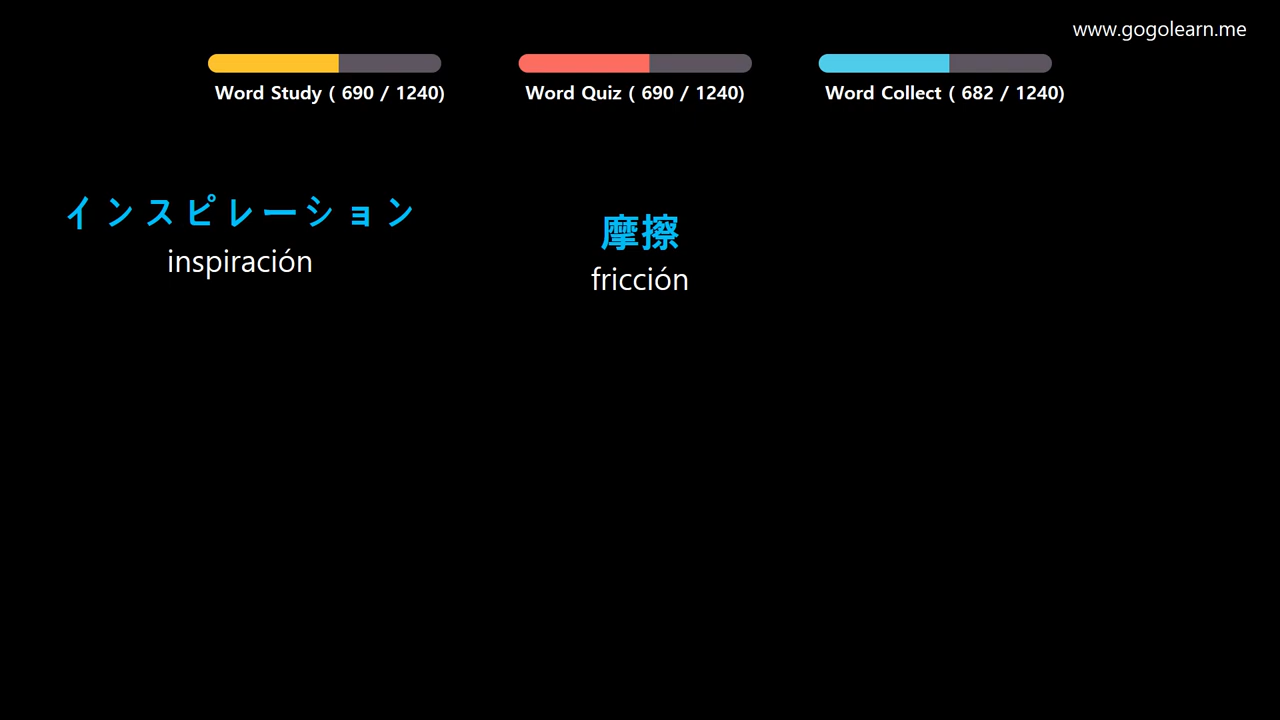 www.gogolearn.me
Word Study ( 690 / 1240)
Word Quiz ( 690 / 1240)
Word Collect ( 682 / 1240)
インスピレーション
inspiración
摩擦
fricción